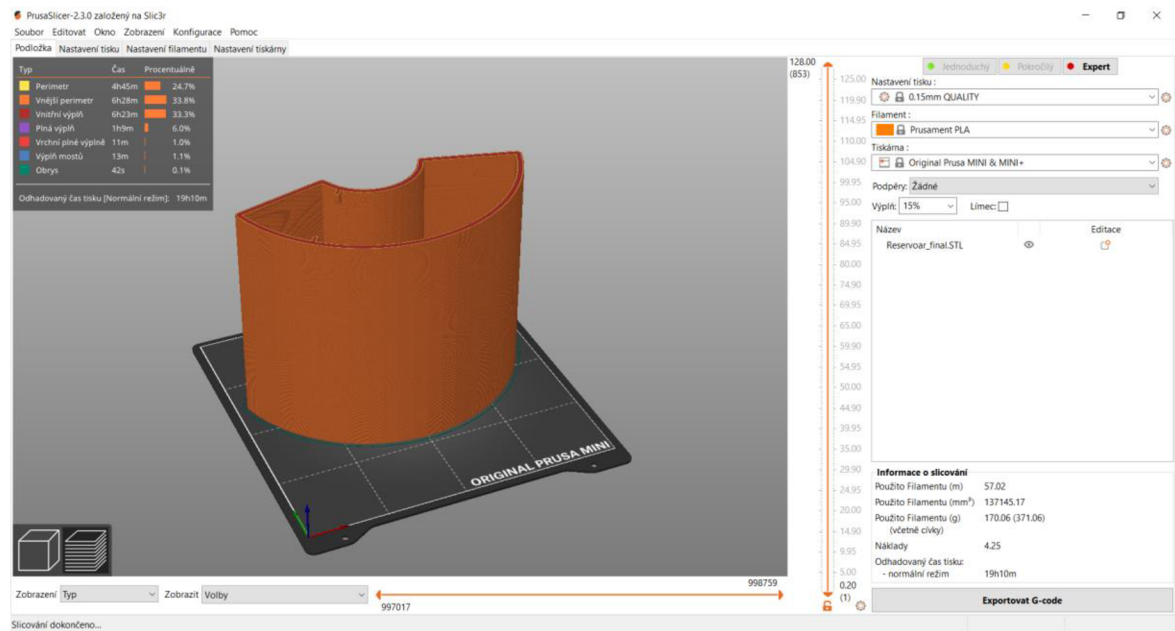 PrusaSlicer-2.3.0 založený na Slic3r
Soubor Editovat Okno Zobrazení Konfigurace Pomoc
Podložka Nastavení tisku Nastavení filamentu Nastavení tiskárny
Typ Čas Procentuálně
Perimetr 4h45m 24.7%
Vnější perimetr 6h28m 33.8%
Vnitřní výplň 6h23m 33.3%
Plná výplň 1h9m 6.0%
Vrchní plné výplně 11m 1.0%
Výplň mostů 13m 1.1%
Obrys 42s 0.1%
Odhadovaný čas tisku [Normální režim]: 19h10m
ORIGINAL PRUSA MINI
Zobrazení Typ Zobrazit Volby
998759
997017
Slicování dokončeno...
128.00
(853)
125.00
119.90
114.95
110.00
104.90
99.95
95.00
89.90
84.95
80.00
74.90
69.95
65.00
59.90
54.95
50.00
44.90
39.95
35.00
29.90
24.95
20.00
14.90
9.95
5.00
0.20
(1)
Jednoduchý Pokročilý Expert
Nastavení tisku :
0.15mm QUALITY
Filament :
Prusament PLA
Tiskárna :
Original Prusa MINI & MINI+
Podpěry: Žádné
Výplň: 15% Límec:
Název Editace
Reservoar_final.STL
Informace o slicování
Použito Filamentu (m) 57.02
Použito Filamentu (mm³) 137145.17
Použito Filamentu (g) 170.06 (371.06)
(včetně cívky)
Náklady 4.25
Odhadovaný čas tisku:
- normální režim 19h10m
Exportovat G-code